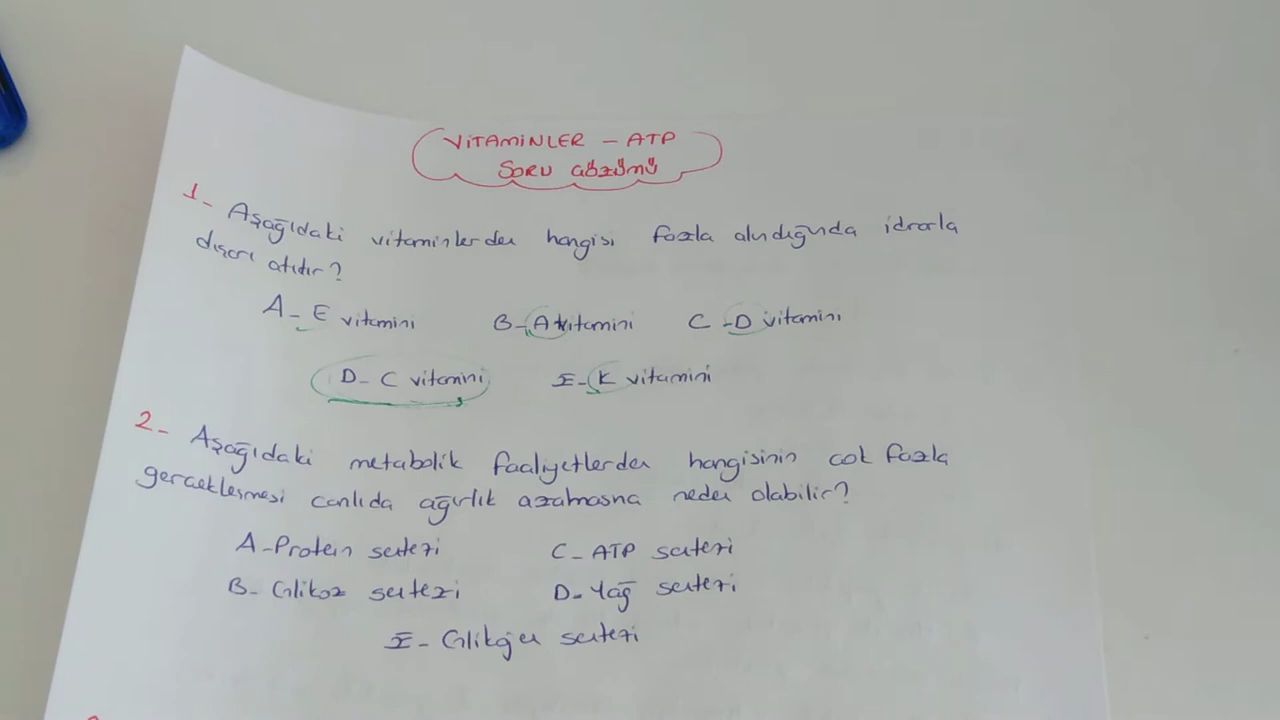 VİTAMİNLER - ATP
SORU ÇÖZÜMÜ
1- Aşağıdaki vitaminlerden hangisi fazla alındığında idrarla
dışarı atılır?
A- E vitamini B- A vitamini C- D vitamini
D- C vitamini E- K vitamini
2- Aşağıdaki metabolik faaliyetlerden hangisinin çok fazla
gerçekleşmesi canlıda ağırlık azalmasına neden olabilir?
A- Protein sentezi C- ATP sentezi
B- Glikoz sentezi D- Yağ sentezi
E- Glikojen sentezi